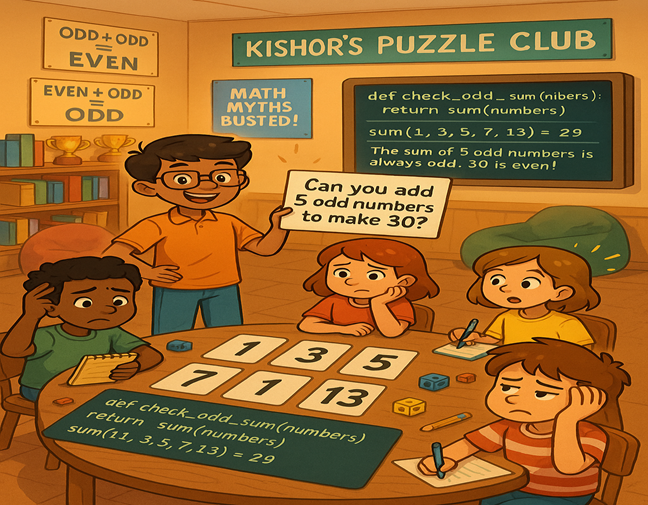 ODD + ODD
=
EVEN
EVEN + ODD
=
ODD
KISHOR'S PUZZLE CLUB
MATH
MYTHS
BUSTED!
def check_odd_sum(nibers):
return sum(numbers)
sum(1, 3, 5, 7, 13) = 29
The sum of 5 odd numbers is
always odd. 30 is even!
Can you add
5 odd numbers
to make 30?
1 3 5
7 1 13
def check_odd_sum(numbers)
return sum(numbers)
sum(11, 3, 5, 7, 13) = 29